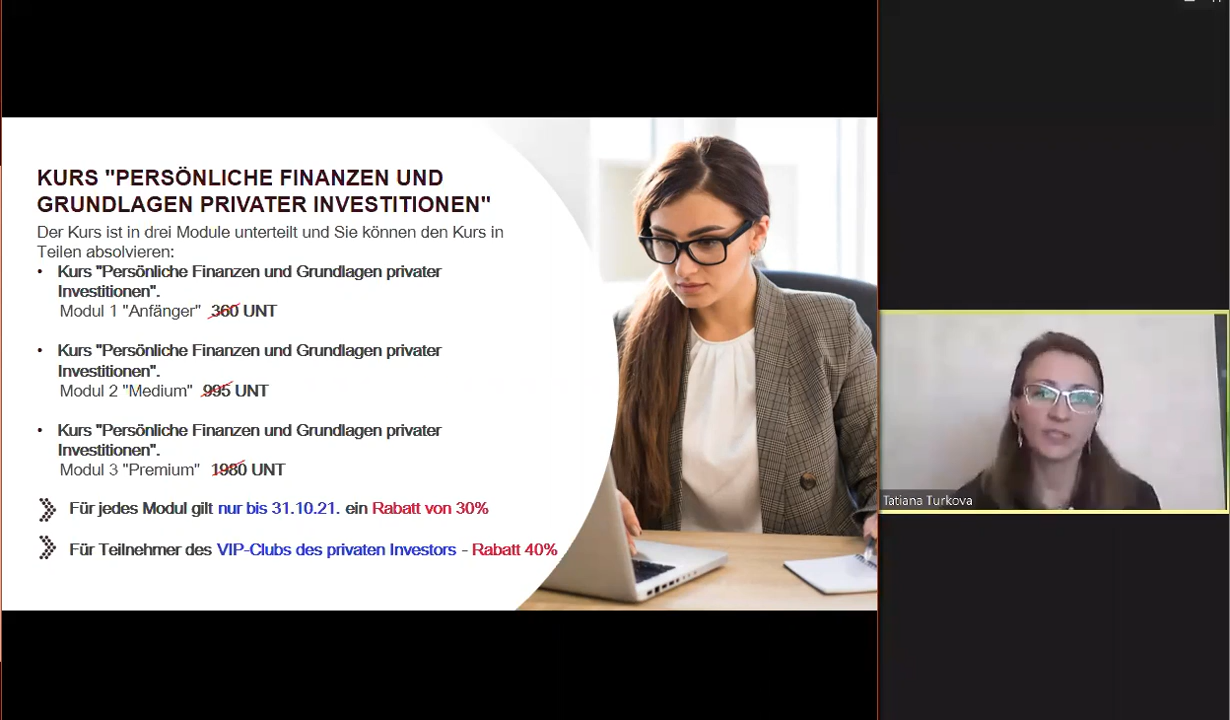 KURS "PERSÖNLICHE FINANZEN UND
GRUNDLAGEN PRIVATER INVESTITIONEN"
Der Kurs ist in drei Module unterteilt und Sie können den Kurs in
Teilen absolvieren:
• Kurs "Persönliche Finanzen und Grundlagen privater
Investitionen".
Modul 1 "Anfänger" 360 UNT
• Kurs "Persönliche Finanzen und Grundlagen privater
Investitionen".
Modul 2 "Medium" 995 UNT
• Kurs "Persönliche Finanzen und Grundlagen privater
Investitionen".
Modul 3 "Premium" 1980 UNT
Für jedes Modul gilt nur bis 31.10.21. ein Rabatt von 30%
Für Teilnehmer des VIP-Clubs des privaten Investors - Rabatt 40%
Tatiana Turkova